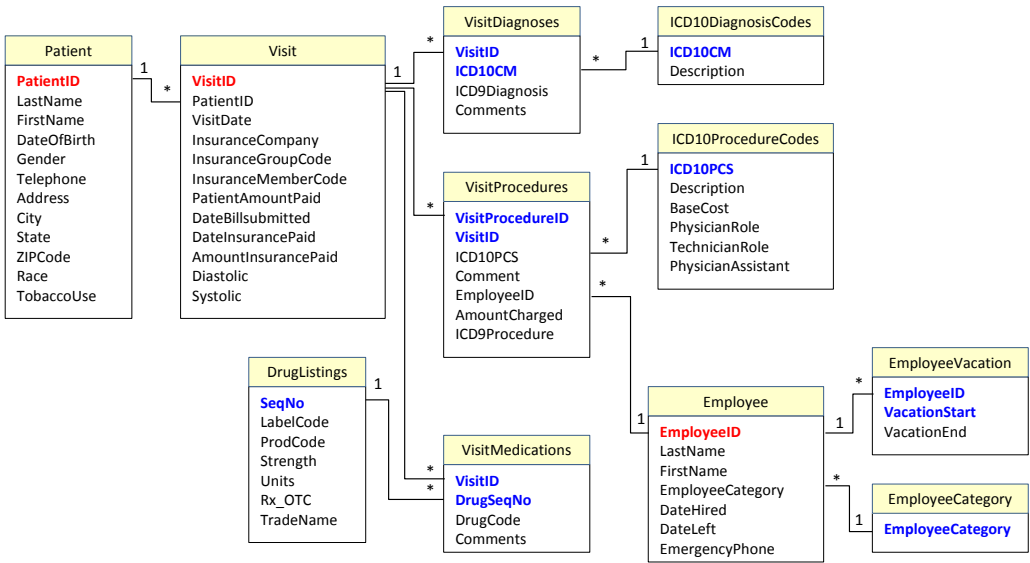 Patient
PatientID
LastName
FirstName
DateOfBirth
Gender
Telephone
Address
City
State
ZIPCode
Race
TobaccoUse
1
*
Visit
VisitID
PatientID
VisitDate
InsuranceCompany
InsuranceGroupCode
InsuranceMemberCode
PatientAmountPaid
DateBillsubmitted
DateInsurancePaid
AmountInsurancePaid
Diastolic
Systolic
1
*
*
*
VisitDiagnoses
VisitID
ICD10CM
ICD9Diagnosis
Comments
*
1
ICD10DiagnosisCodes
ICD10CM
Description
VisitProcedures
VisitProcedureID
VisitID
ICD10PCS
Comment
EmployeeID
AmountCharged
ICD9Procedure
*
1
*
1
ICD10ProcedureCodes
ICD10PCS
Description
BaseCost
PhysicianRole
TechnicianRole
PhysicianAssistant
DrugListings
SeqNo
LabelCode
ProdCode
Strength
Units
Rx_OTC
TradeName
1
*
VisitMedications
VisitID
DrugSeqNo
DrugCode
Comments
Employee
EmployeeID
LastName
FirstName
EmployeeCategory
DateHired
DateLeft
EmergencyPhone
1
*
*
1
EmployeeVacation
EmployeeID
VacationStart
VacationEnd
EmployeeCategory
EmployeeCategory